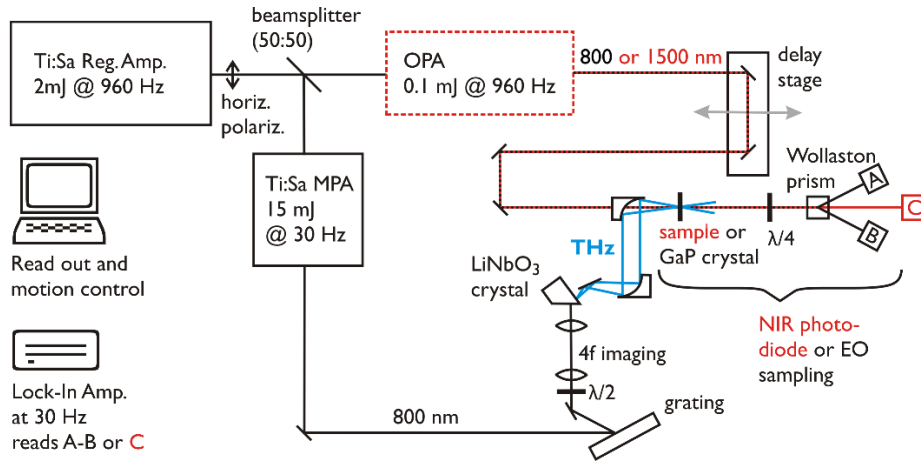 Ti:Sa Reg. Amp.
2mJ @ 960 Hz
horiz.
polariz.
beamsplitter
(50:50)
OPA
0.1 mJ @ 960 Hz
800 or 1500 nm
delay
stage
Ti:Sa MPA
15 mJ
@ 30 Hz
Wollaston
prism
A
B
C
λ/4
sample or
GaP crystal
THz
LiNbO3
crystal
NIR photo-
diode or EO
sampling
4f imaging
λ/2
grating
800 nm
Read out and
motion control
Lock-In Amp.
at 30 Hz
reads A-B or C